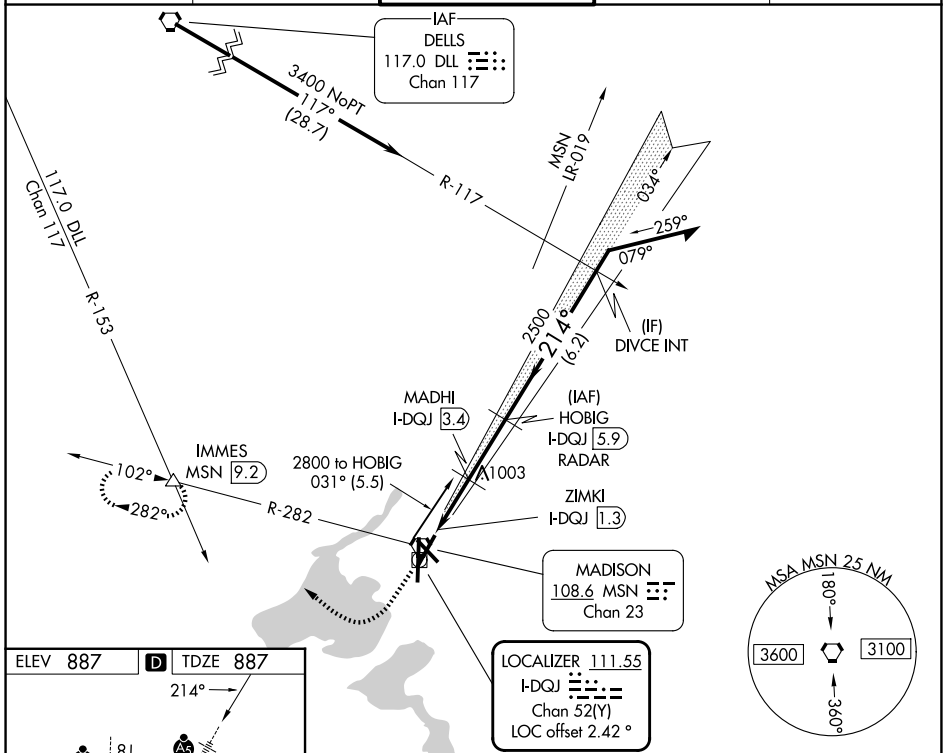 IAF
DELLS
117.0 DLL
Chan 117
3400 NoPT
117°
(28.7)
R-117
MSN
LR-019
034°
259°
079°
117.0 DLL
Chan 117
R-153
2500
214°
(6.2)
(IF)
DIVCE INT
MADHI
I-DQJ 3.4
(IAF)
HOBIG
I-DQJ 5.9
RADAR
IMMES
MSN 9.2
102°
282°
R-282
2800 to HOBIG
031° (5.5)
1003
ZIMKI
I-DQJ 1.3
MADISON
108.6 MSN
Chan 23
LOCALIZER 111.55
I-DQJ
Chan 52(Y)
LOC offset 2.42 °
MSA MSN 25 NM
180°
3600
3100
360°
ELEV 887 D TDZE 887
214°
A5